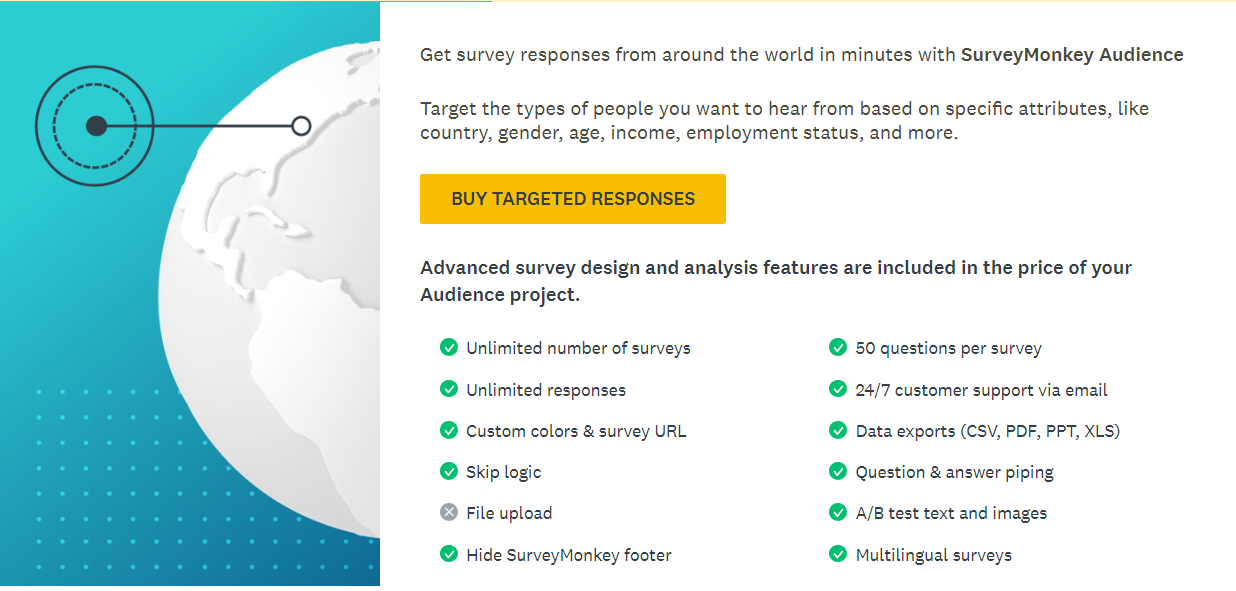 Get survey responses from around the world in minutes with SurveyMonkey Audience
Target the types of people you want to hear from based on specific attributes, like
country, gender, age, income, employment status, and more.
BUY TARGETED RESPONSES
Advanced survey design and analysis features are included in the price of your
Audience project.
Unlimited number of surveys
Unlimited responses
Custom colors & survey URL
Skip logic
File upload
Hide SurveyMonkey footer
50 questions per survey
24/7 customer support via email
Data exports (CSV, PDF, PPT, XLS)
Question & answer piping
A/B test text and images
Multilingual surveys